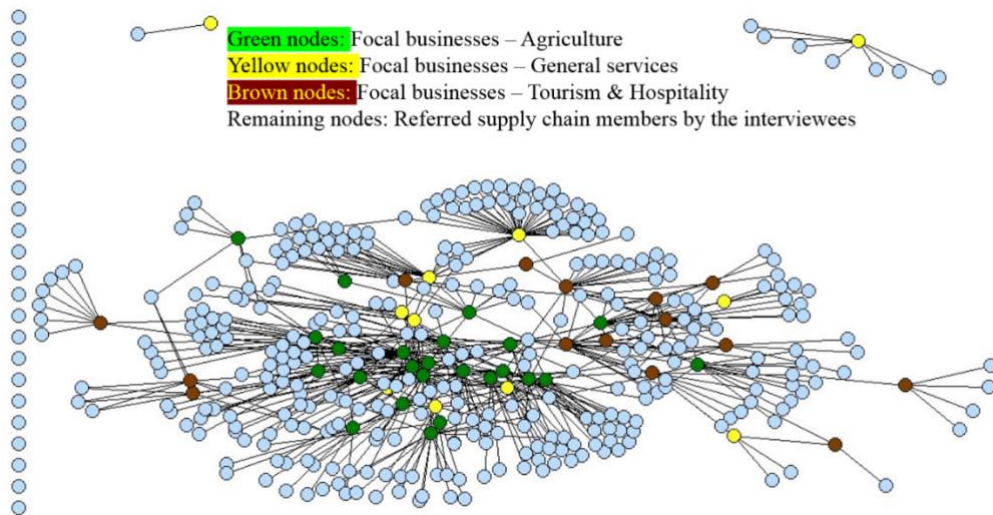 Green nodes: Focal businesses – Agriculture
Yellow nodes: Focal businesses – General services
Brown nodes: Focal businesses – Tourism & Hospitality
Remaining nodes: Referred supply chain members by the interviewees